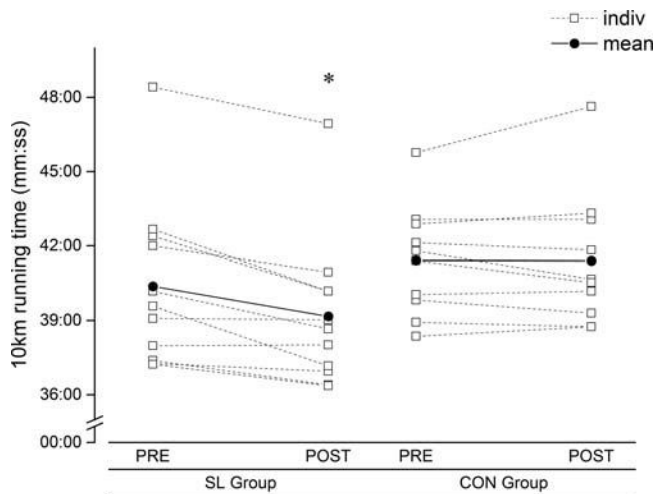 indiv
mean
*
10km running time (mm:ss)
48:00
45:00
42:00
39:00
36:00
00:00
PRE POST PRE POST
SL Group CON Group